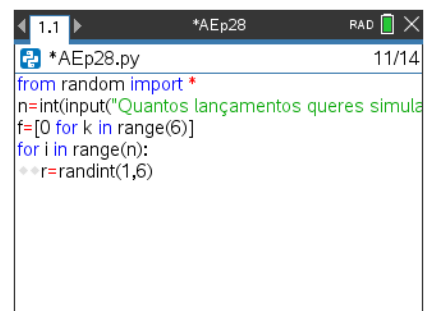 1.1 *AEp28 RAD
*AEp28.py 11/14
from random import *
n=int(input("Quantos lançamentos queres simula
f=[0 for k in range(6)]
for i in range(n):
r=randint(1,6)